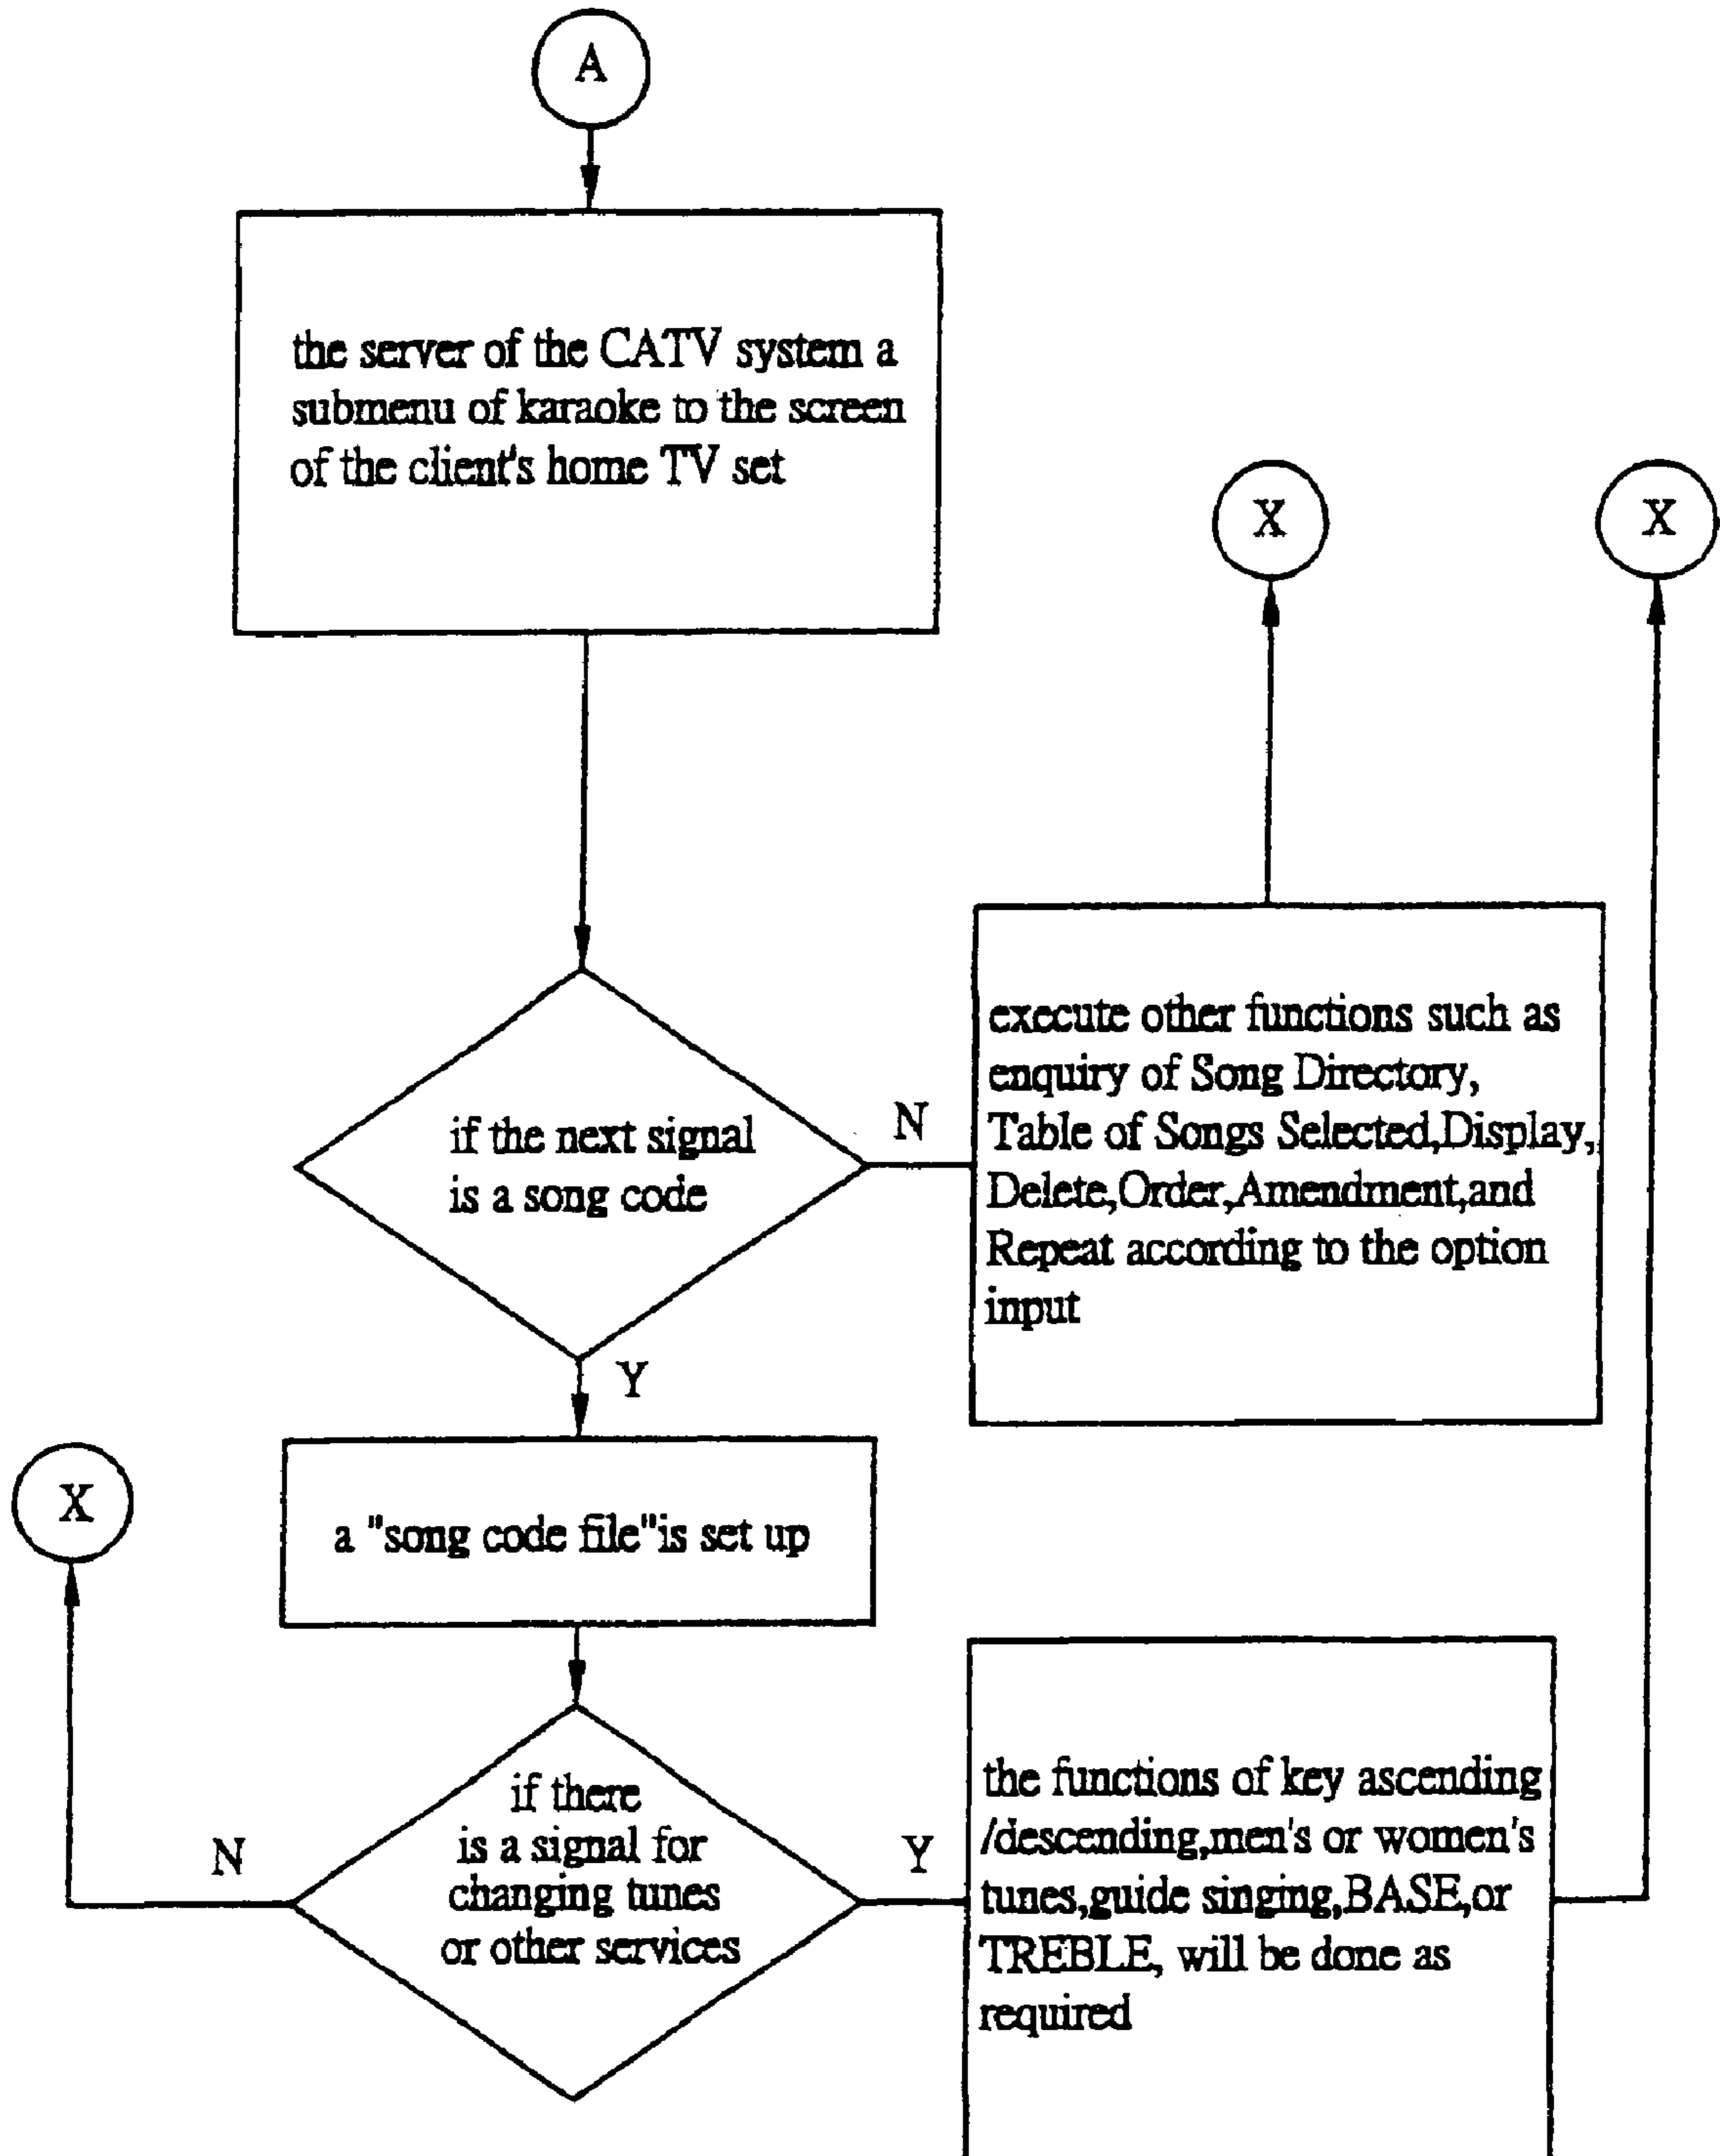 A
the server of the CATV system a
submenu of karaoke to the screen
of the client's home TV set
X
X
if the next signal
is a song code
N
execute other functions such as
enquiry of Song Directory,
Table of Songs Selected,Display,
Delete,Order,Amendment,and
Repeat according to the option
input
Y
X
a "song code file"is set up
if there
is a signal for
changing tunes
or other services
N
Y
the functions of key ascending
/descending,men's or women's
tunes,guide singing,BASE,or
TREBLE, will be done as
required